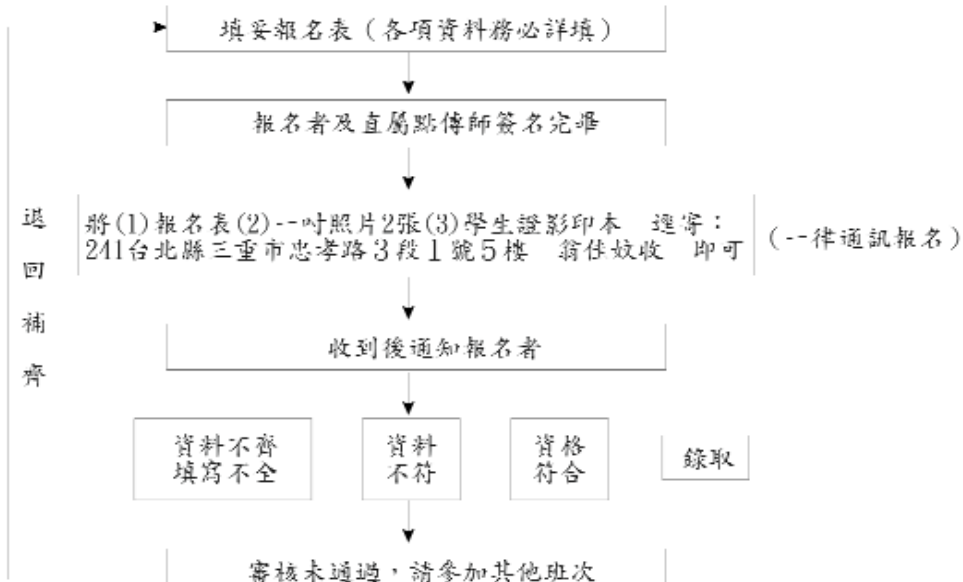 填妥報名表(各項資料務必詳填)
報名者及直屬點傳師簽名完畢
將(1)報名表(2)一吋照片2張(3)學生證影印本 逕寄:
241台北縣三重市忠孝路3段1號5樓 翁佳妏收 即可
(一律通訊報名)
退回補齊
收到後通知報名者
資料不齊
填寫不全
資料
不符
資格
符合
錄取
審核未通過,請參加其他班次